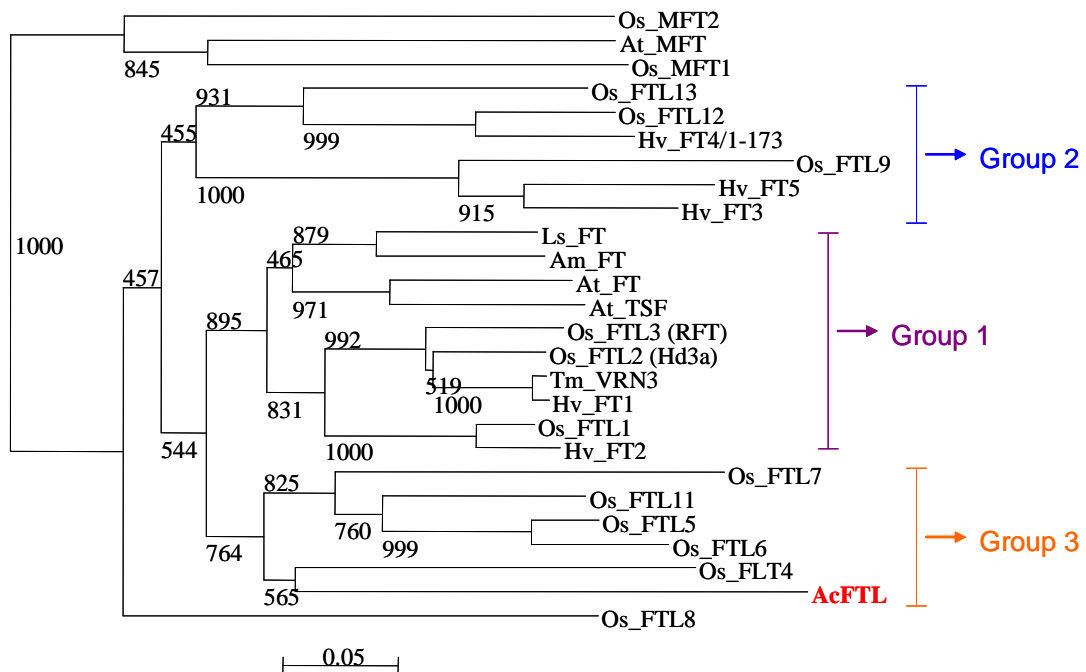 Os_MFT2
At_MFT
845
Os_MFT1
931
Os_FTL13
Os_FTL12
455
999
Hv_FT4/1-173
Group 2
Os_FTL9
1000
Hv_FT5
915
Hv_FT3
879
Ls_FT
1000
465
Am_FT
457
At_FT
971
At_TSF
895
Os_FTL3 (RFT)
992
Group 1
Os_FTL2 (Hd3a)
519
Tm_VRN3
831
1000
Hv_FT1
Os_FTL1
544
1000
Hv_FT2
825
Os_FTL7
Os_FTL11
760
Os_FTL5
764
999
Os_FTL6
Group 3
Os_FLT4
565
AcFTL
Os_FTL8
0.05